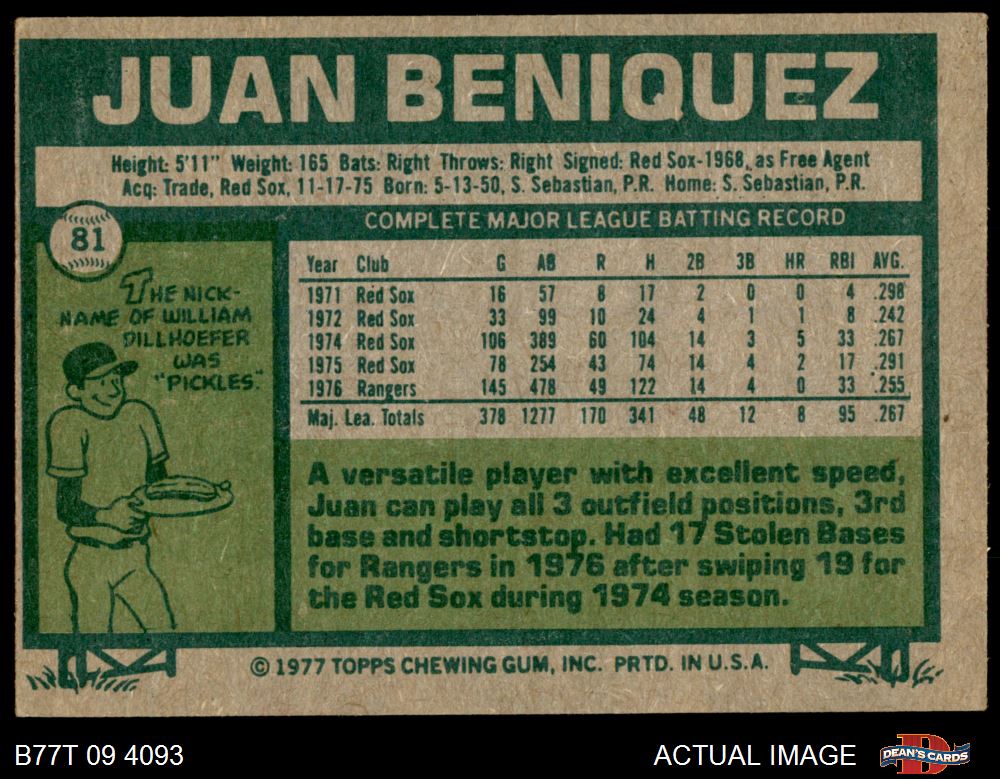 JUAN BENIQUEZ
Height: 5'11" Weight: 165 Bats: Right Throws: Right Signed: Red Sox-1968, as Free Agent
Acq: Trade, Red Sox, 11-17-75 Born: 5-13-50, S. Sebastian, P.R. Home: S. Sebastian, P.R.
81
COMPLETE MAJOR LEAGUE BATTING RECORD
THE NICK-
NAME OF WILLIAM
DILLHOEFER
WAS
"PICKLES."
Year Club G AB R H 2B 3B HR RBI AVG.
1971 Red Sox 16 57 8 17 2 0 0 4 .298
1972 Red Sox 33 99 10 24 4 1 1 8 .242
1974 Red Sox 106 389 60 104 14 3 5 33 .267
1975 Red Sox 78 254 43 74 14 4 2 17 .291
1976 Rangers 145 478 49 122 14 4 0 33 .255
Maj. Lea. Totals 378 1277 170 341 48 12 8 95 .267
A versatile player with excellent speed,
Juan can play all 3 outfield positions, 3rd
base and shortstop. Had 17 Stolen Bases
for Rangers in 1976 after swiping 19 for
the Red Sox during 1974 season.
© 1977 TOPPS CHEWING GUM, INC. PRTD. IN U.S.A.
B77T 09 4093
ACTUAL IMAGE
DEAN'S CARDS